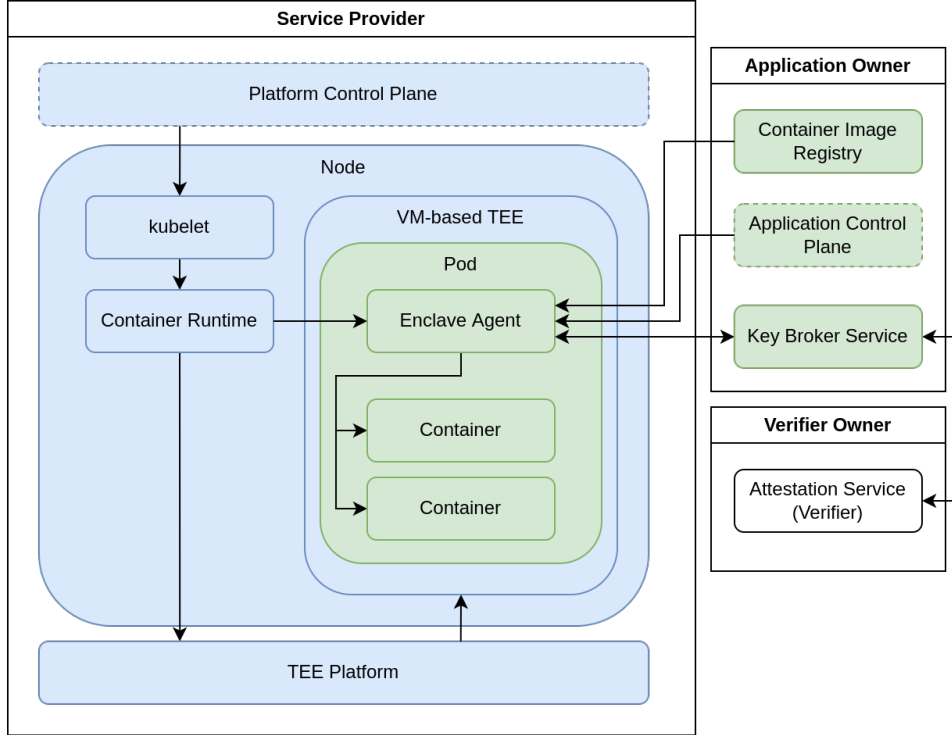 Service Provider
Platform Control Plane
Node
kubelet
Container Runtime
VM-based TEE
Pod
Enclave Agent
Container
Container
TEE Platform
Application Owner
Container Image
Registry
Application Control
Plane
Key Broker Service
Verifier Owner
Attestation Service
(Verifier)